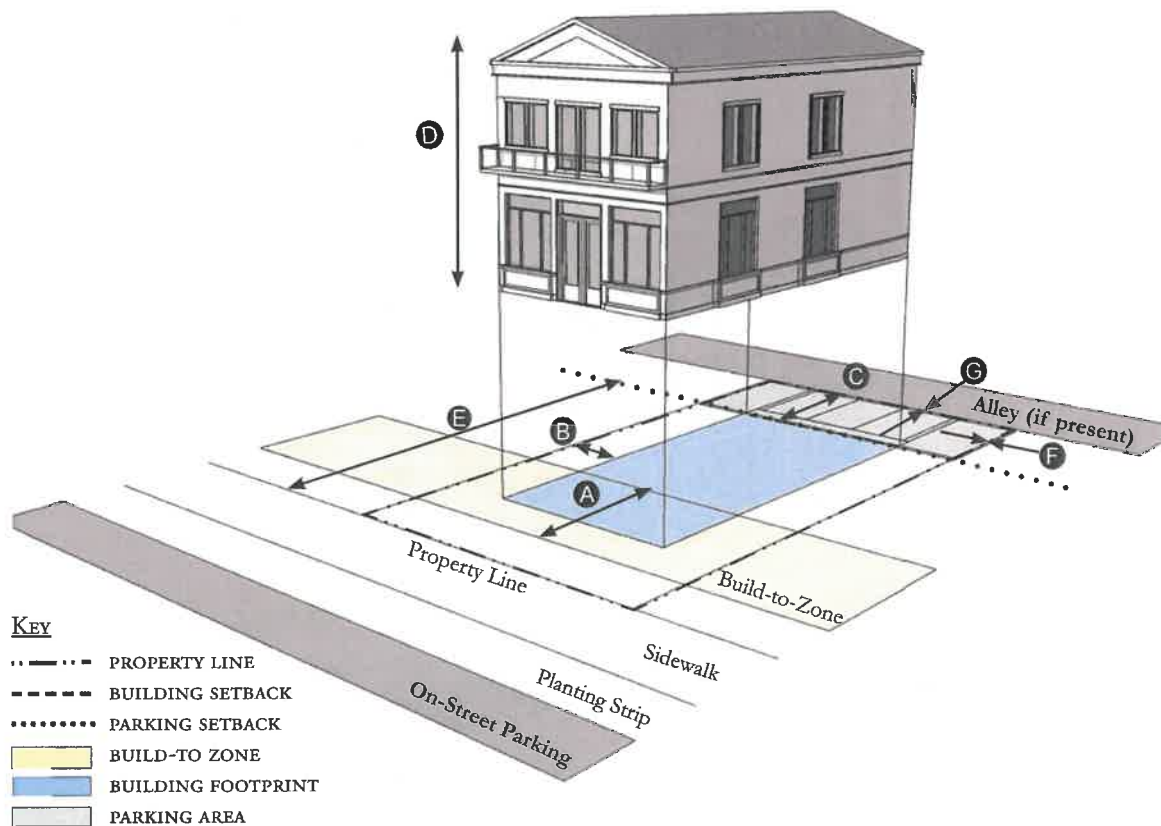 D
C
G
Alley (if present)
E
B
F
A
Property Line
Build-to-Zone
Sidewalk
Planting Strip
On-Street Parking
KEY
PROPERTY LINE
BUILDING SETBACK
PARKING SETBACK
BUILD-TO ZONE
BUILDING FOOTPRINT
PARKING AREA